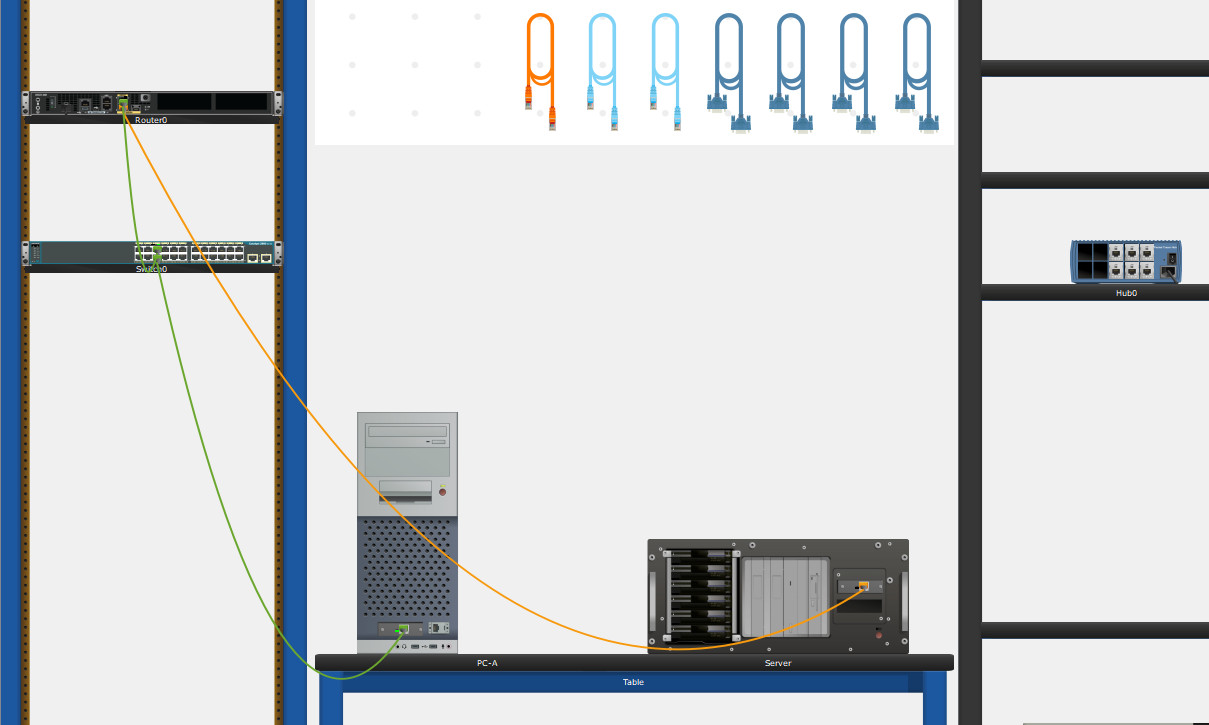 Router0
Switch0
Hub0
PC-A
Server
Table